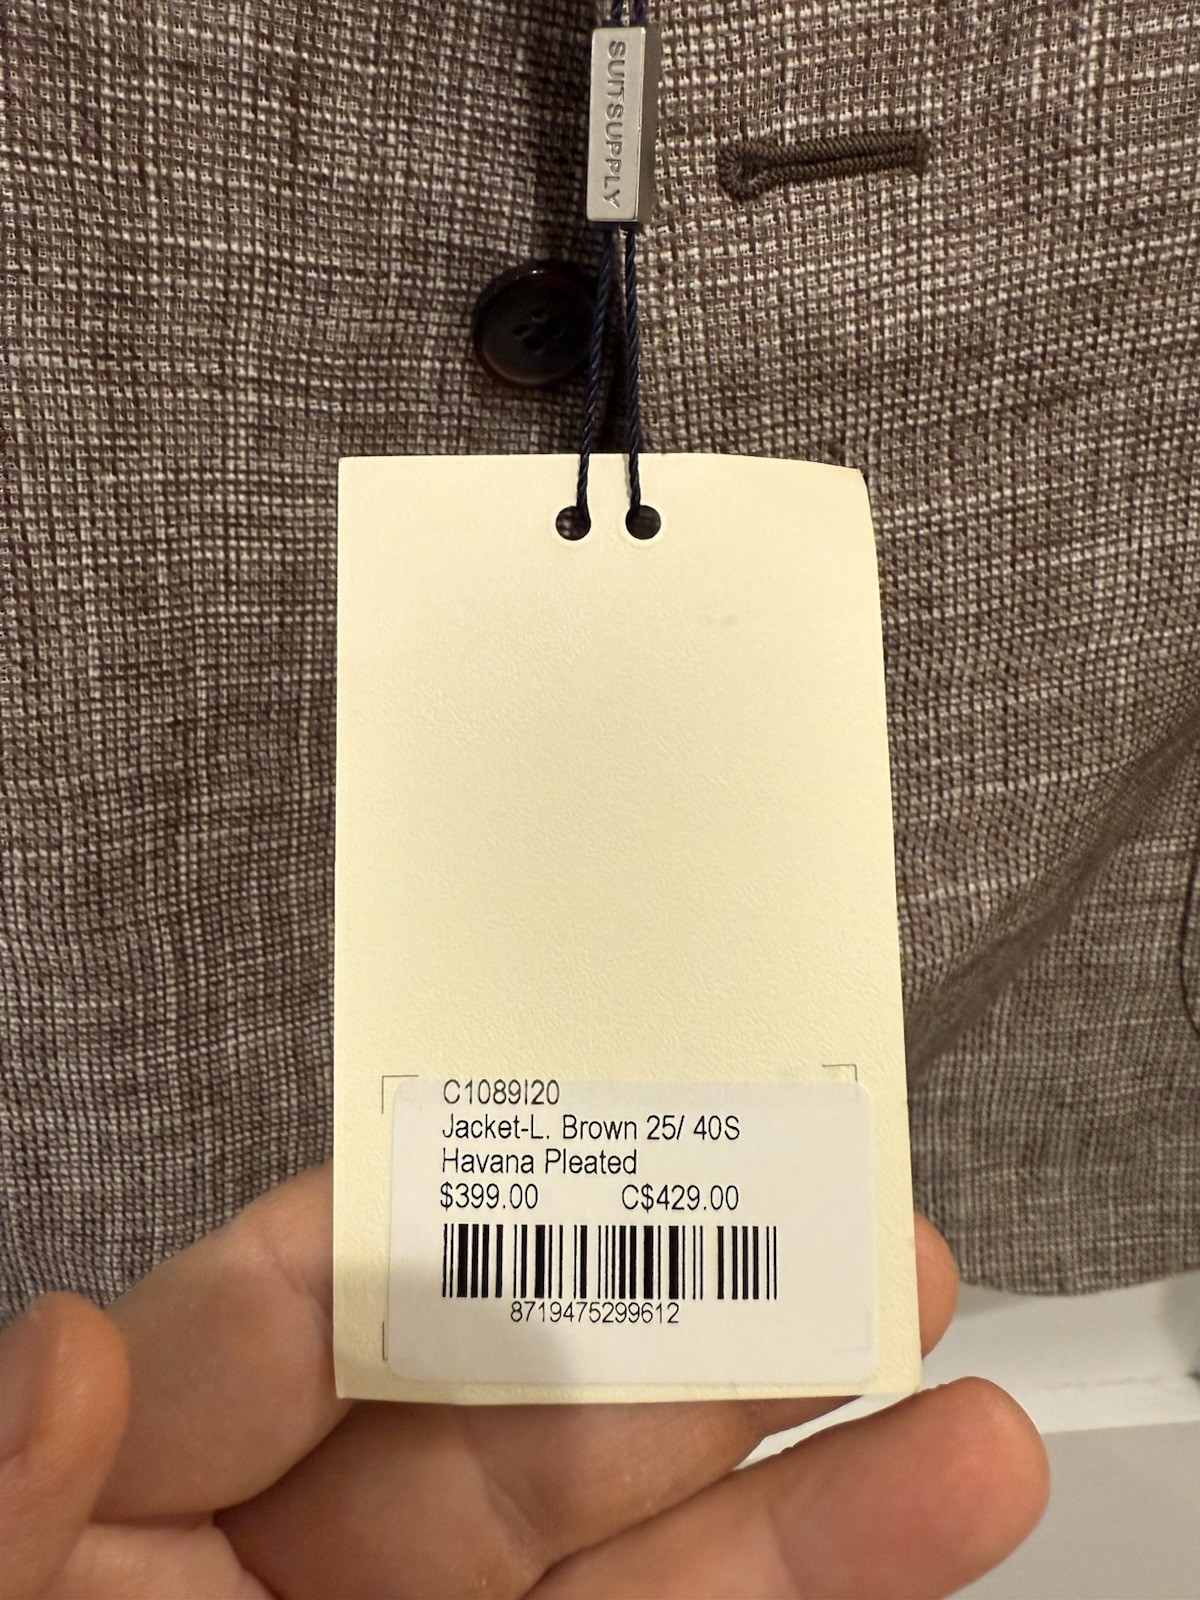 SUITSUPPLY
C1089I20
Jacket-L. Brown 25/ 40S
Havana Pleated
$399.00 C$429.00
8719475299612